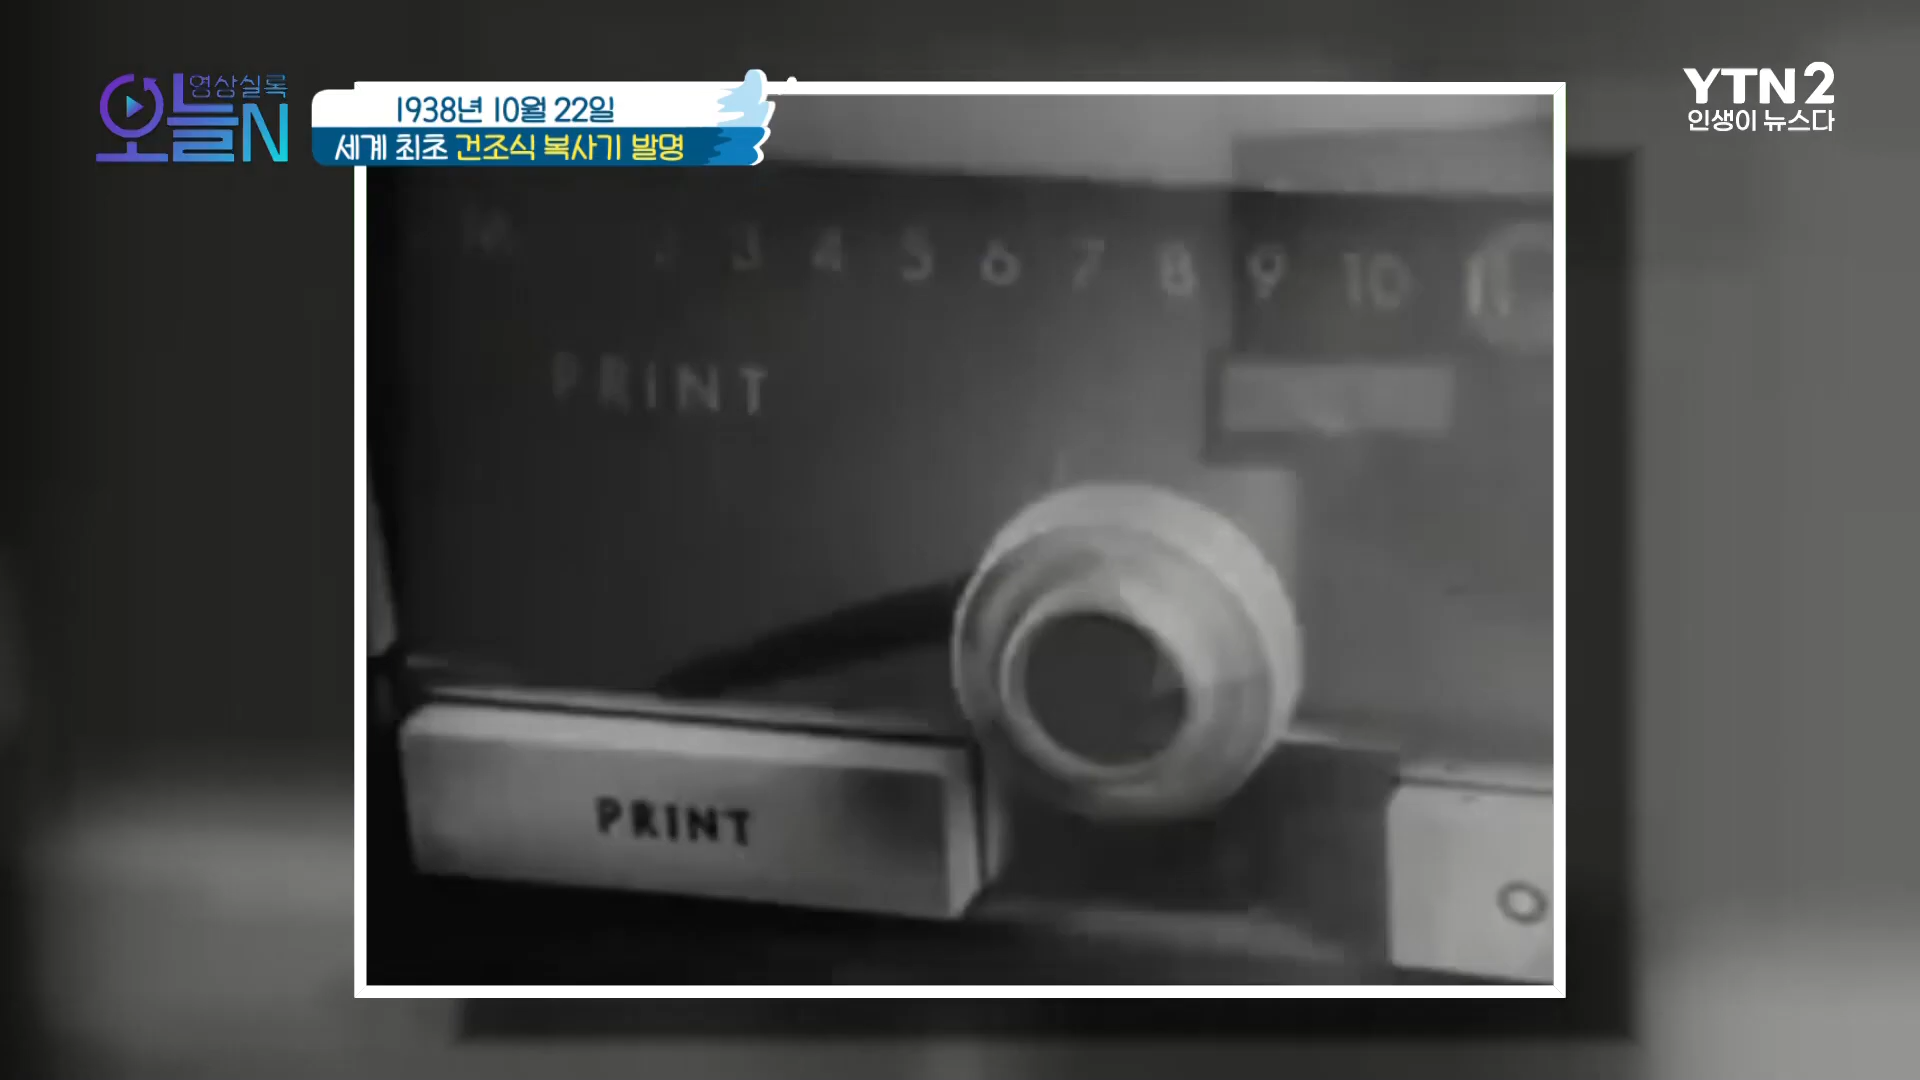 영상실록
오늘N
1938년 10월 22일
세계 최초 건조식 복사기 발명
YTN2
인생이 뉴스다
3 4 5 6 7 8 9 10 11
PRINT
PRINT
O